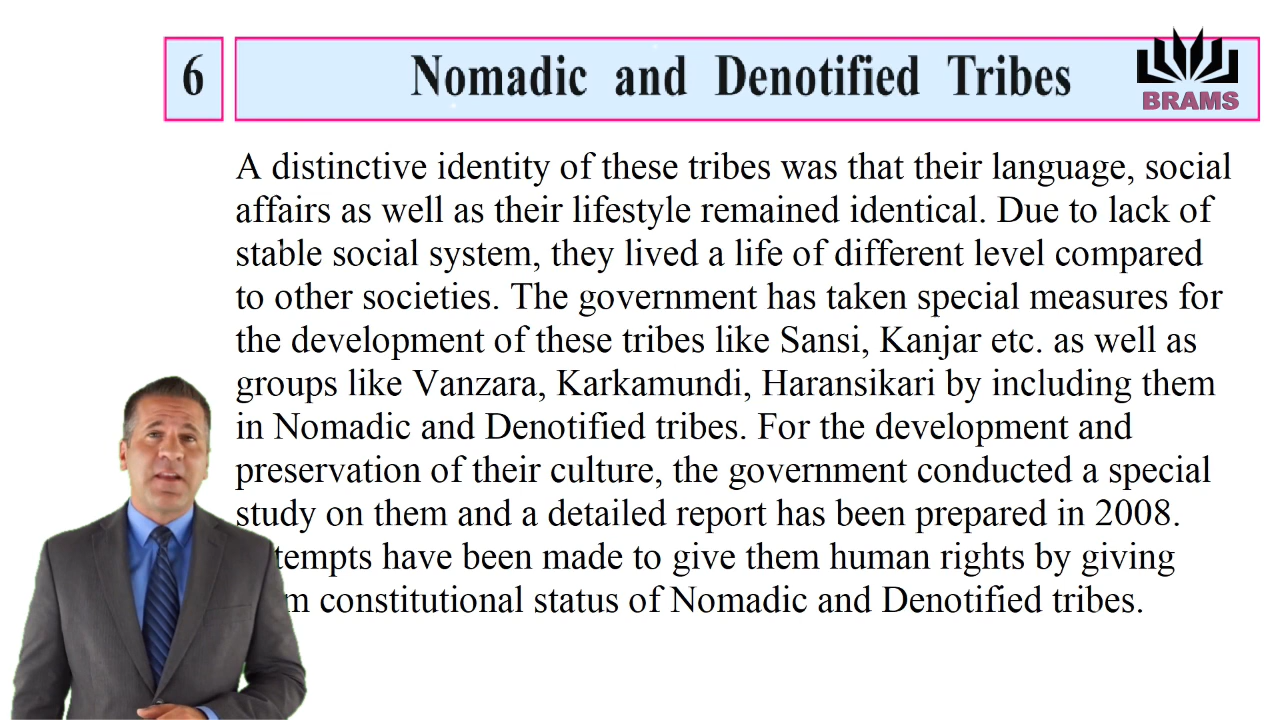 6
Nomadic and Denotified Tribes
BRAMS
A distinctive identity of these tribes was that their language, social
affairs as well as their lifestyle remained identical. Due to lack of
stable social system, they lived a life of different level compared
to other societies. The government has taken special measures for
the development of these tribes like Sansi, Kanjar etc. as well as
groups like Vanzara, Karkamundi, Haransikari by including them
in Nomadic and Denotified tribes. For the development and
preservation of their culture, the government conducted a special
study on them and a detailed report has been prepared in 2008.
have been made to give them human rights by giving
constitutional status of Nomadic and Denotified tribes.